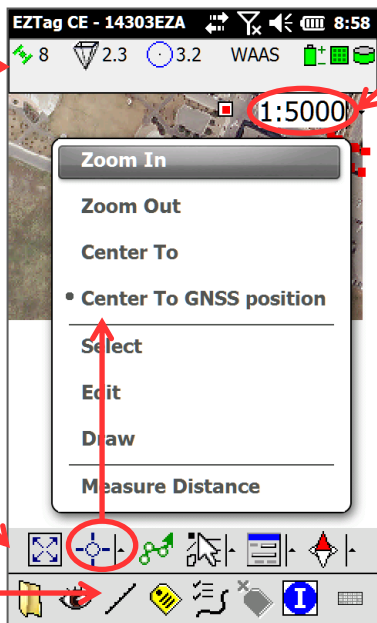 EZTag CE - 14303EZA 8:58
8 2.3 3.2 WAAS
1:5000
Zoom In
Zoom Out
Center To
• Center To GNSS position
Select
Edit
Draw
Measure Distance
I